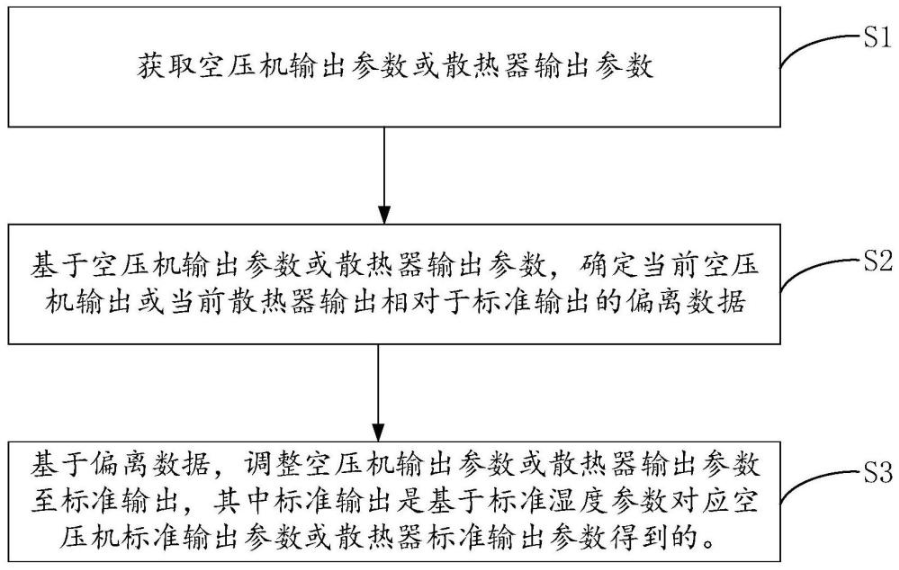 获取空压机输出参数或散热器输出参数
S1
基于空压机输出参数或散热器输出参数，确定当前空压
机输出或当前散热器输出相对于标准输出的偏离数据
S2
基于偏离数据，调整空压机输出参数或散热器输出参数
至标准输出，其中标准输出是基于标准湿度参数对应空
压机标准输出参数或散热器标准输出参数得到的。
S3